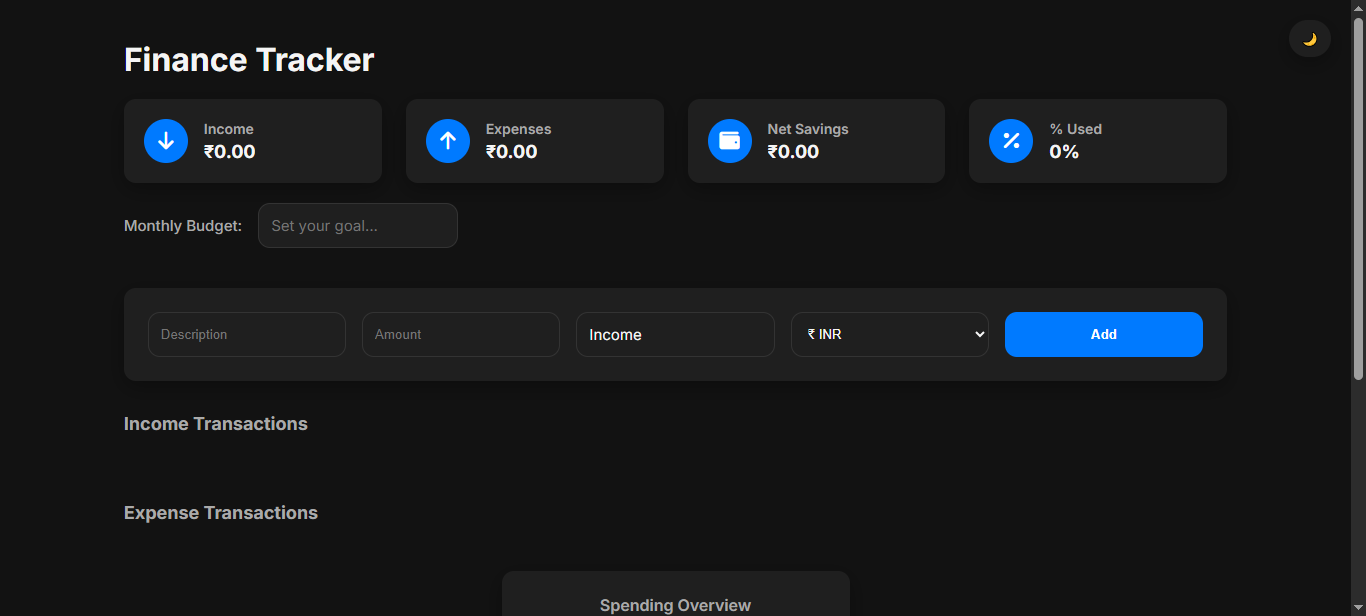 Finance Tracker
Income
₹0.00
Expenses
₹0.00
Net Savings
₹0.00
% Used
0%
Monthly Budget:
Set your goal...
Description
Amount
Income
₹ INR
Add
Income Transactions
Expense Transactions
Spending Overview